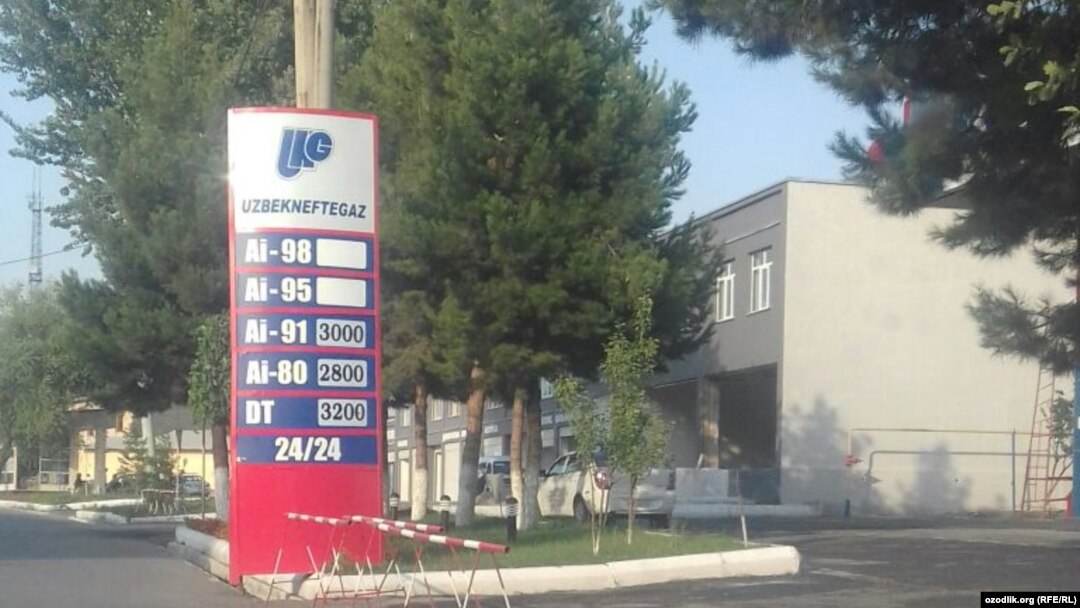 UG
UZBEKNEFTEGAZ
Ai-98
Ai-95
Ai-91 3000
Ai-80 2800
DT 3200
24/24
ozodlik.org (RFE/RL)